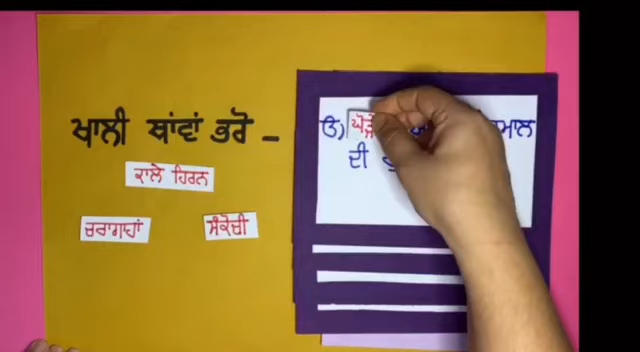 ਖਾਲੀ ਥਾਂਵਾਂ ਭਰੋ -
ਕਾਲੇ ਹਿਰਨ
ਚਰਾਗਾਹਾਂ
ਸੰਕੋਚੀ
ੳ)
ਦੀ